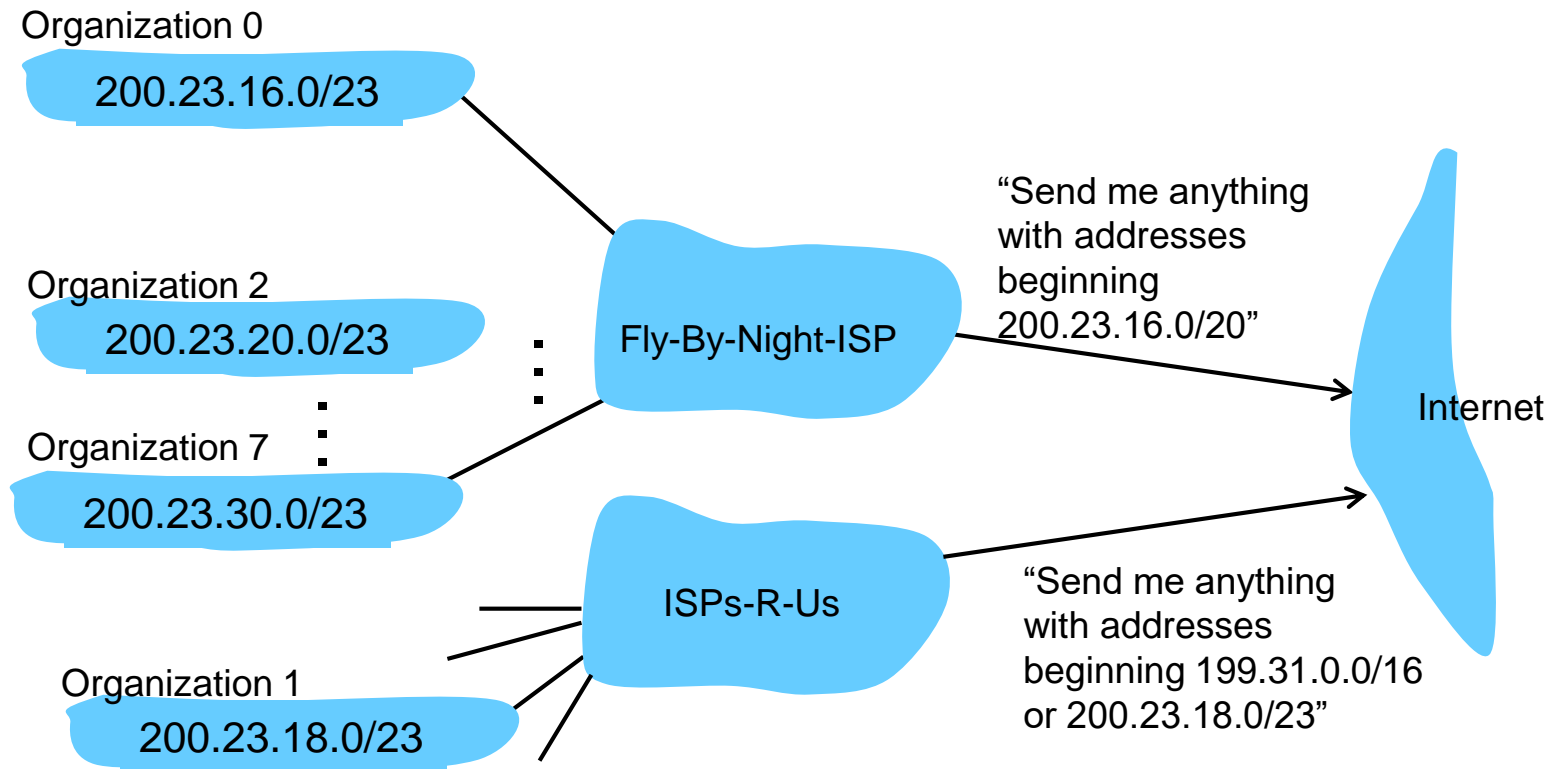 Organization 0
200.23.16.0/23
Organization 2
200.23.20.0/23
Organization 7
200.23.30.0/23
Fly-By-Night-ISP
“Send me anything
with addresses
beginning
200.23.16.0/20”
Internet
ISPs-R-Us
“Send me anything
with addresses
beginning 199.31.0.0/16
or 200.23.18.0/23”
Organization 1
200.23.18.0/23